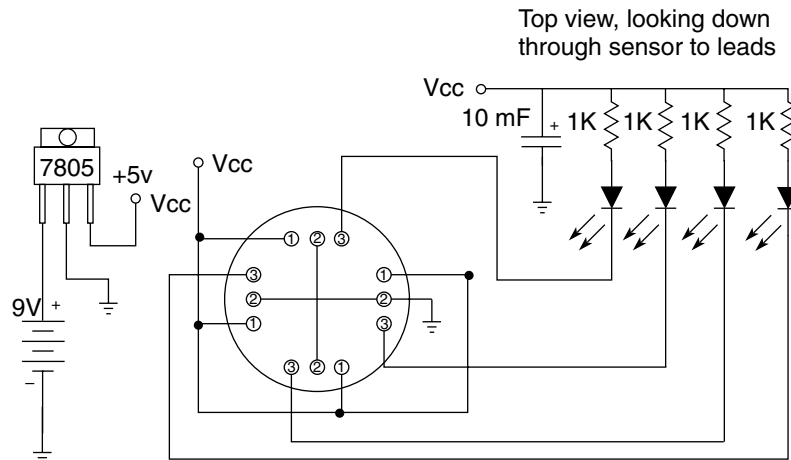 Top view, looking down
through sensor to leads
Vcc
10 mF + 1K 1K 1K 1K
7805
+5v
Vcc
Vcc
1 2 3
3 1
2 2
1 3
3 2 1
9V +
−